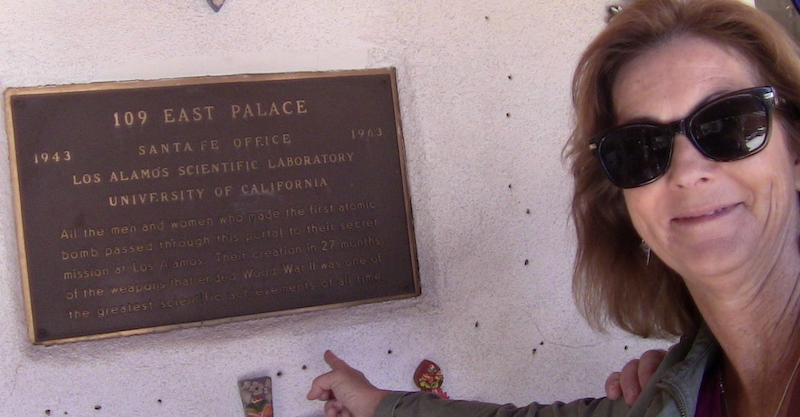 109 EAST PALACE
1943 SANTA FE OFFICE 1963
LOS ALAMOS SCIENTIFIC LABORATORY
UNIVERSITY OF CALIFORNIA
All the men and women who made the first atomic
bomb passed through this portal to their secret
mission at Los Alamos. Their creation in 27 months
of the weapons that ended World War II was one of
the greatest scientific achievements of all time.